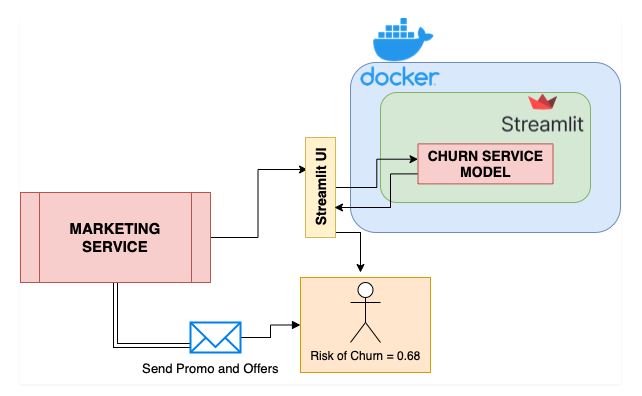 docker
Streamlit
CHURN SERVICE
MODEL
Streamlit UI
MARKETING
SERVICE
Risk of Churn = 0.68
Send Promo and Offers